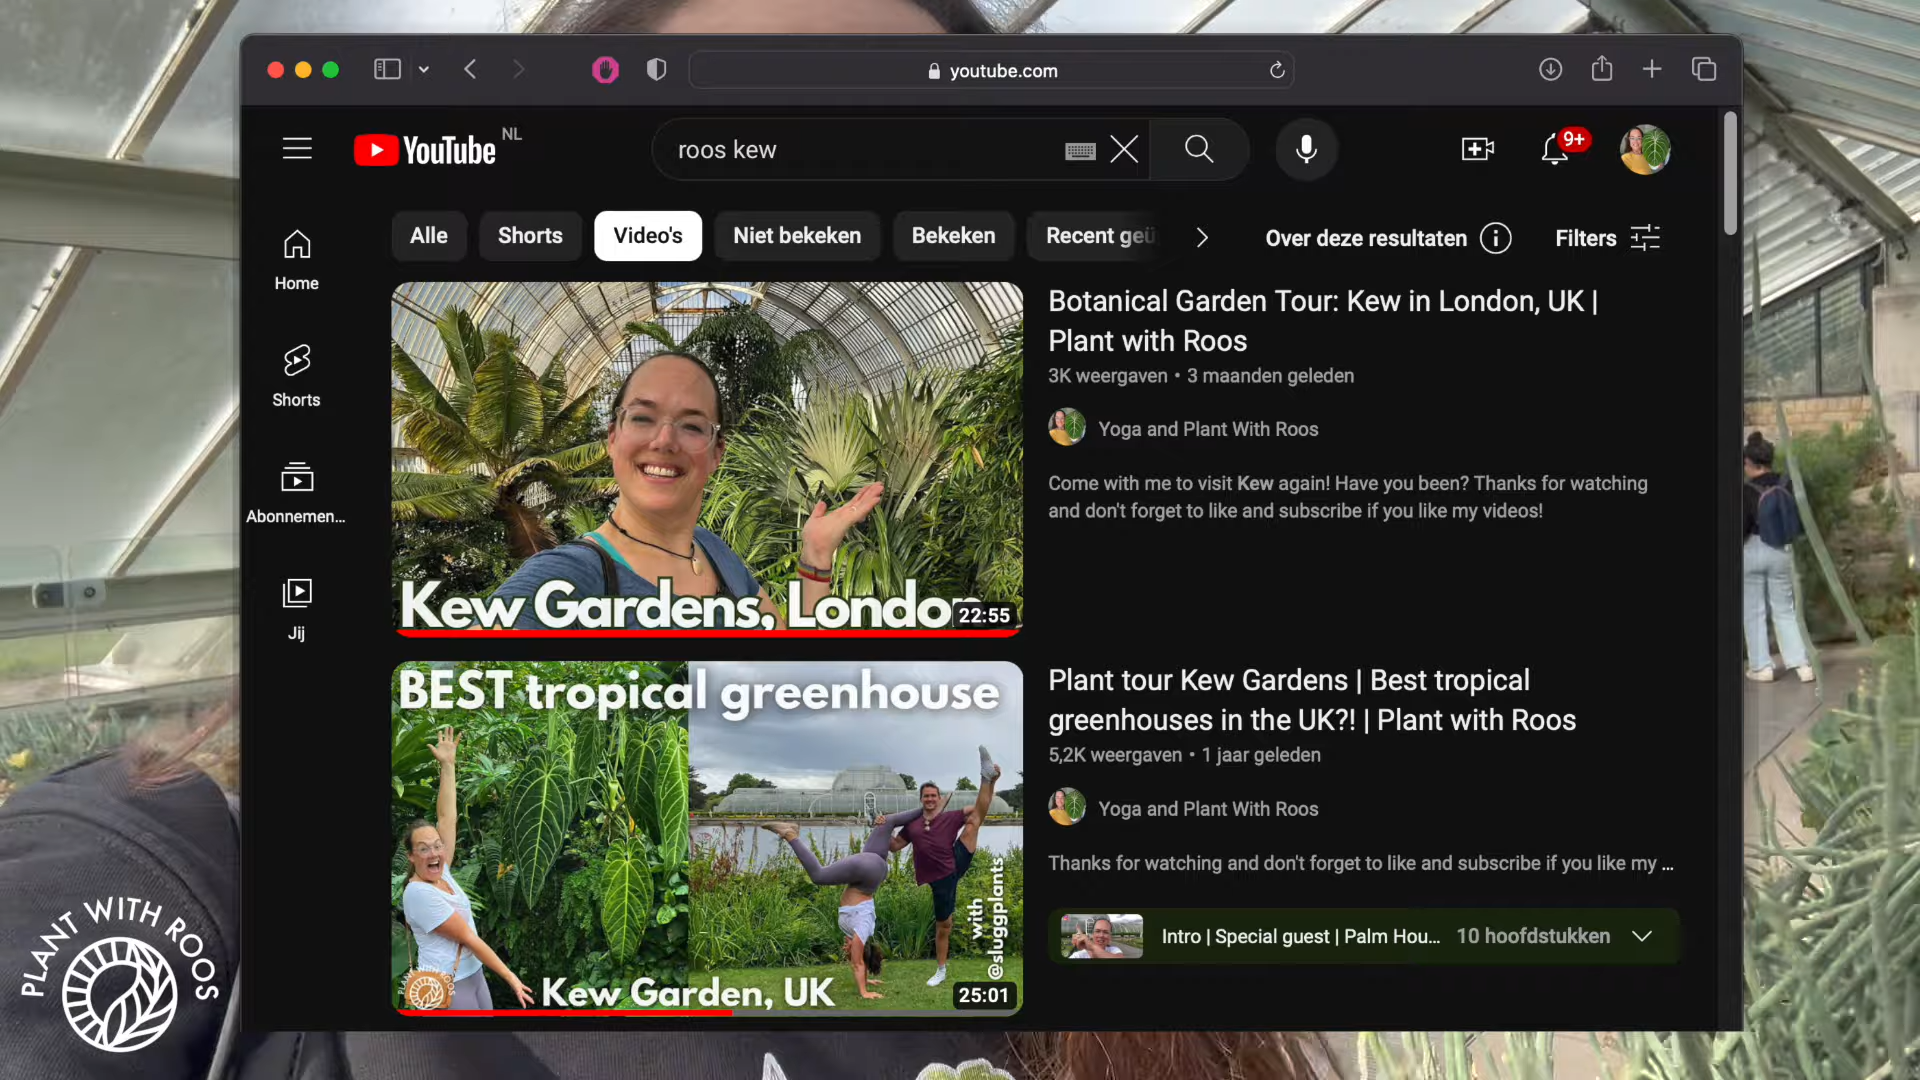 youtube.com
YouTube NL
roos kew
9+
Alle
Shorts
Video's
Niet bekeken
Bekeken
Recent geü
Over deze resultaten
Filters
Home
Shorts
Abonnemen...
Jij
Kew Gardens, London
22:55
Botanical Garden Tour: Kew in London, UK |
Plant with Roos
3K weergaven • 3 maanden geleden
Yoga and Plant With Roos
Come with me to visit Kew again! Have you been? Thanks for watching
and don't forget to like and subscribe if you like my videos!
BEST tropical greenhouse
with
@sluggplants
Kew Garden, UK
25:01
Plant tour Kew Gardens | Best tropical
greenhouses in the UK?! | Plant with Roos
5,2K weergaven • 1 jaar geleden
Yoga and Plant With Roos
Thanks for watching and don't forget to like and subscribe if you like my ...
Intro | Special guest | Palm Hou...
10 hoofdstukken
PLANT WITH ROOS